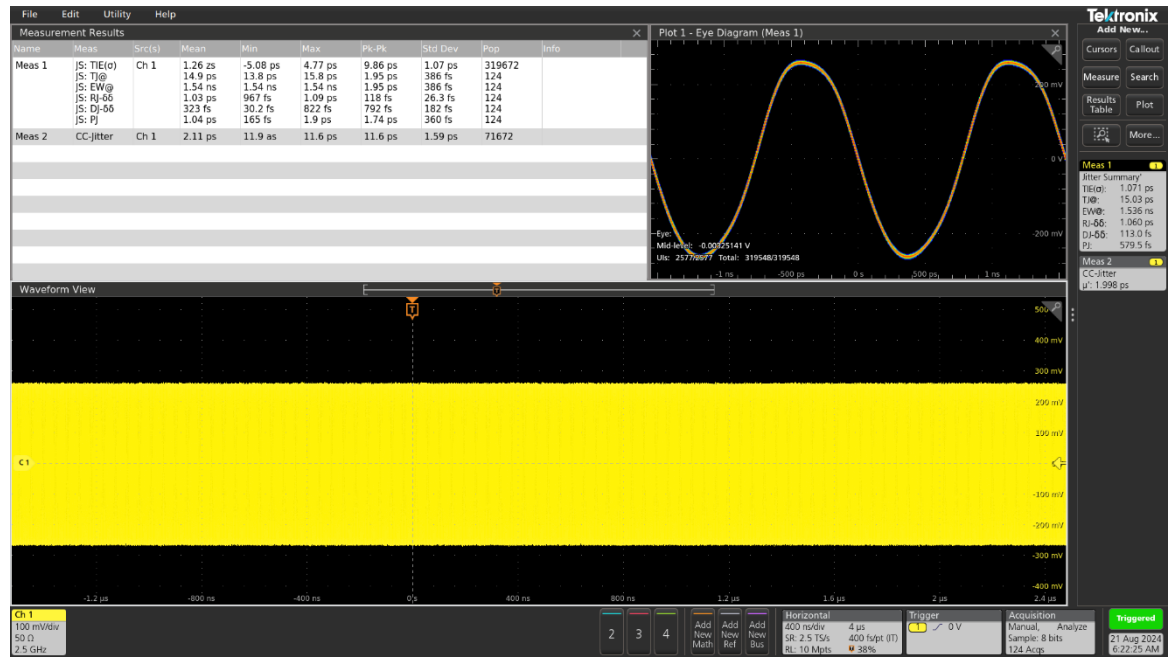 File Edit Utility Help
Tektronix
Add New...
Measurement Results
Name Meas Src(s) Mean Min Max Pk-Pk Std Dev Pop Info
Meas 1 JS: TIE(σ) Ch 1 1.26 zs -5.08 ps 4.77 ps 9.86 ps 1.07 ps 319672
JS: TJ@ 14.9 ps 13.8 ps 15.8 ps 1.95 ps 386 fs 124
JS: EW@ 1.54 ns 1.54 ns 1.54 ns 1.95 ps 386 fs 124
JS: RJ-δδ 1.03 ps 967 fs 1.09 ps 118 fs 26.3 fs 124
JS: DJ-δδ 323 fs 30.2 fs 822 fs 792 fs 182 fs 124
JS: PJ 1.04 ps 165 fs 1.9 ps 1.74 ps 360 fs 124
Meas 2 CC-Jitter Ch 1 2.11 ps 11.9 as 11.6 ps 11.6 ps 1.59 ps 71672
Plot 1 - Eye Diagram (Meas 1)
200 mV
0 V
-200 mV
Eye:
Mid-level: -0.00325141 V
UIs: 2577/2577 Total: 319548/319548
-1 ns -500 ps 0 s 500 ps 1 ns
Cursors Callout
Measure Search
Results Table Plot
More...
Meas 1 1
Jitter Summary'
TIE(σ): 1.071 ps
TJ@: 15.03 ps
EW@: 1.536 ns
RJ-δδ: 1.060 ps
DJ-δδ: 113.0 fs
PJ: 579.5 fs
Meas 2 1
CC-Jitter
µ': 1.998 ps
Waveform View
T
T
500
400 mV
300 mV
200 mV
100 mV
C1
-100 mV
-200 mV
-300 mV
-400 mV
-1.2 µs -800 ns -400 ns 0 s 400 ns 800 ns 1.2 µs 1.6 µs 2 µs 2.4 µs
Ch 1
100 mV/div
50 Ω
2.5 GHz
2 3 4
Add New Math
Add New Ref
Add New Bus
Horizontal
400 ns/div 4 µs
SR: 2.5 TS/s 400 fs/pt (IT)
RL: 10 Mpts 38%
Trigger
1 0 V
Acquisition
Manual, Analyze
Sample: 8 bits
124 Acqs
Triggered
21 Aug 2024
6:22:25 AM